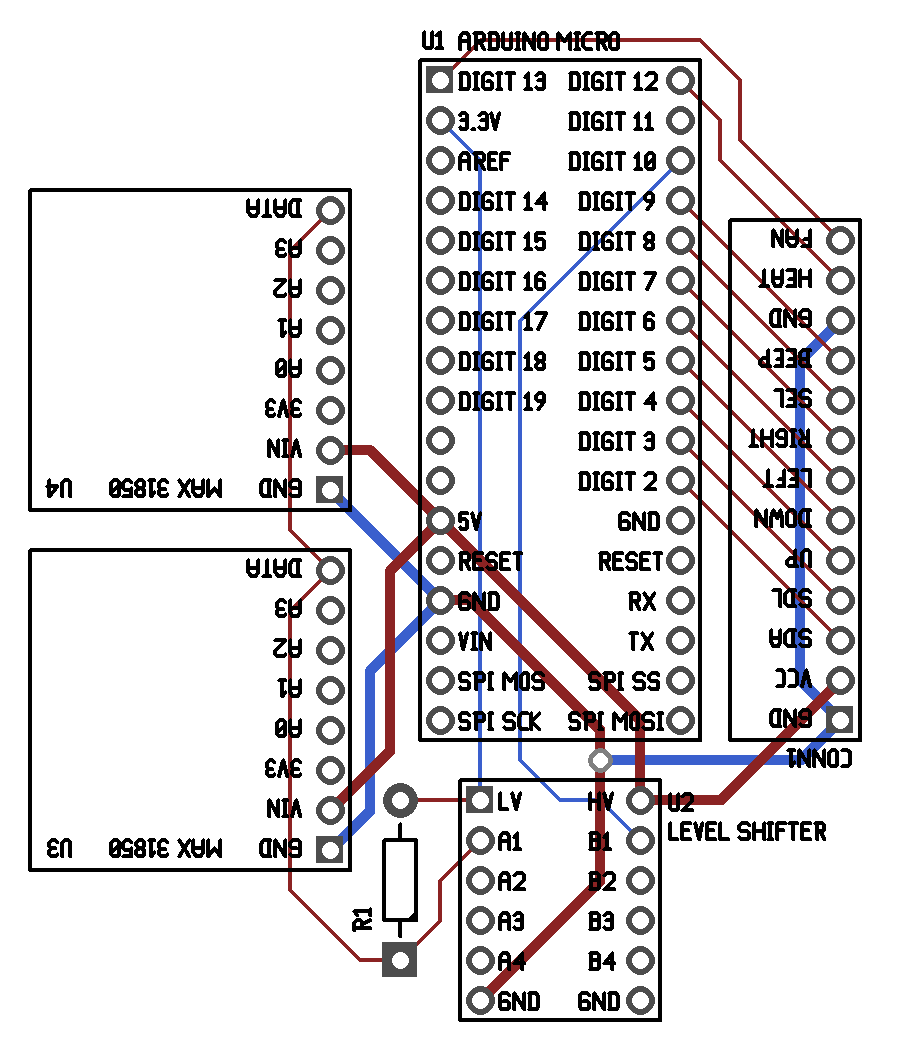 U1 ARDUINO MICRO
DIGIT 13 DIGIT 12
3.3V DIGIT 11
AREF DIGIT 10
DIGIT 14 DIGIT 9
DIGIT 15 DIGIT 8
DIGIT 16 DIGIT 7
DIGIT 17 DIGIT 6
DIGIT 18 DIGIT 5
DIGIT 19 DIGIT 4
DIGIT 3
DIGIT 2
5V GND
RESET RESET
GND RX
VIN TX
SPI MOS SPI SS
SPI SCK SPI MOSI
DATA
A3
A2
A1
A0
3V3
VIN
GND MAX 31850 U4
DATA
A3
A2
A1
A0
3V3
VIN
GND MAX 31850 U3
FAN
HEAT
GND
BEEP
SEL
RIGHT
LEFT
DOWN
UP
SDL
SDA
VCC
GND
CONN1
R1
U2
LEVEL SHIFTER
LV HV
A1 B1
A2 B2
A3 B3
A4 B4
GND GND